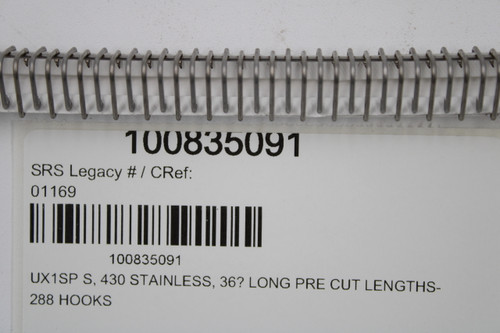 100835091
SRS Legacy # / CRef:
01169
100835091
UX1SP S, 430 STAINLESS, 36? LONG PRE CUT LENGTHS-
288 HOOKS